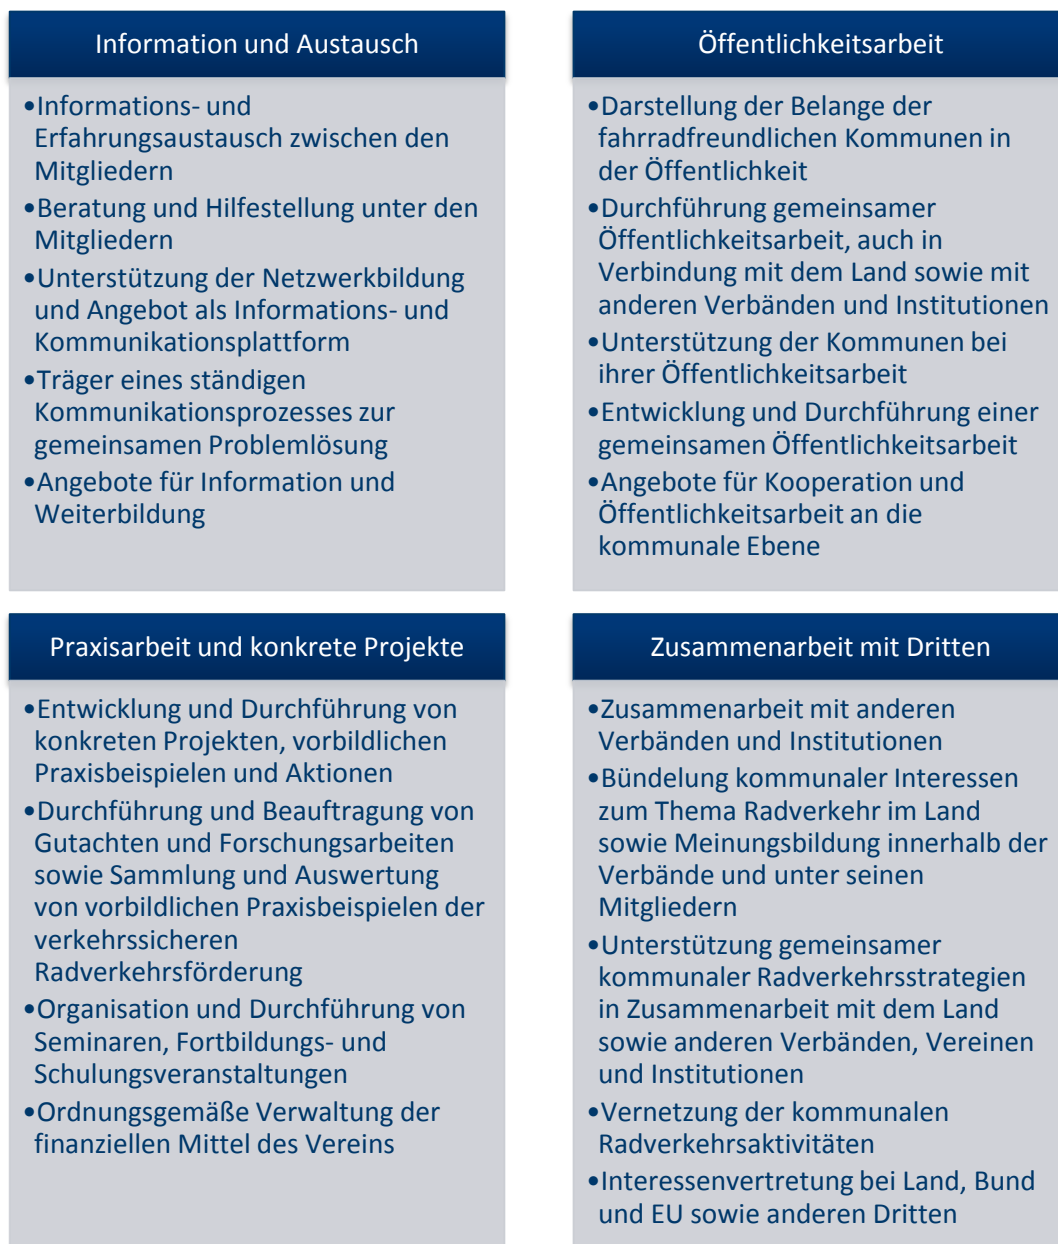 Information und Austausch
•Informations- und
Erfahrungsaustausch zwischen den
Mitgliedern
•Beratung und Hilfestellung unter den
Mitgliedern
•Unterstützung der Netzwerkbildung
und Angebot als Informations- und
Kommunikationsplattform
•Träger eines ständigen
Kommunikationsprozesses zur
gemeinsamen Problemlösung
•Angebote für Information und
Weiterbildung
Öffentlichkeitsarbeit
•Darstellung der Belange der
fahrradfreundlichen Kommunen in
der Öffentlichkeit
•Durchführung gemeinsamer
Öffentlichkeitsarbeit, auch in
Verbindung mit dem Land sowie mit
anderen Verbänden und Institutionen
•Unterstützung der Kommunen bei
ihrer Öffentlichkeitsarbeit
•Entwicklung und Durchführung einer
gemeinsamen Öffentlichkeitsarbeit
•Angebote für Kooperation und
Öffentlichkeitsarbeit an die
kommunale Ebene
Praxisarbeit und konkrete Projekte
•Entwicklung und Durchführung von
konkreten Projekten, vorbildlichen
Praxisbeispielen und Aktionen
•Durchführung und Beauftragung von
Gutachten und Forschungsarbeiten
sowie Sammlung und Auswertung
von vorbildlichen Praxisbeispielen der
verkehrssicheren
Radverkehrsförderung
•Organisation und Durchführung von
Seminaren, Fortbildungs- und
Schulungsveranstaltungen
•Ordnungsgemäße Verwaltung der
finanziellen Mittel des Vereins
Zusammenarbeit mit Dritten
•Zusammenarbeit mit anderen
Verbänden und Institutionen
•Bündelung kommunaler Interessen
zum Thema Radverkehr im Land
sowie Meinungsbildung innerhalb der
Verbände und unter seinen
Mitgliedern
•Unterstützung gemeinsamer
kommunaler Radverkehrsstrategien
in Zusammenarbeit mit dem Land
sowie anderen Verbänden, Vereinen
und Institutionen
•Vernetzung der kommunalen
Radverkehrsaktivitäten
•Interessenvertretung bei Land, Bund
und EU sowie anderen Dritten